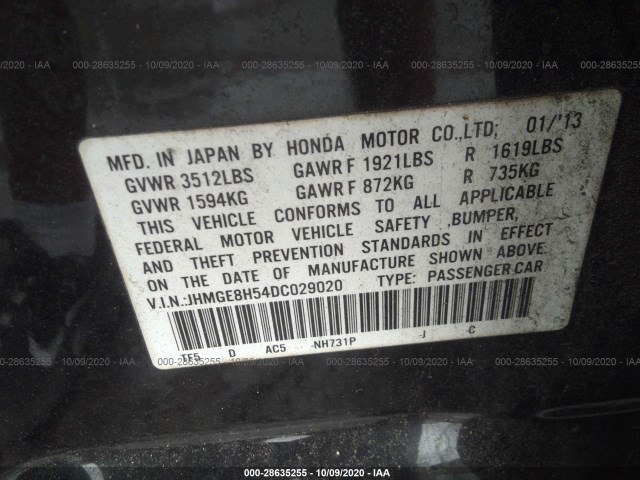 000-28635255 - 10/09/2020 - IAA
MFD. IN JAPAN BY HONDA MOTOR CO.,LTD; 01/'13
GVWR 3512LBS GAWR F 1921LBS R 1619LBS
GVWR 1594KG GAWR F 872KG R 735KG
THIS VEHICLE CONFORMS TO ALL APPLICABLE
FEDERAL MOTOR VEHICLE SAFETY ,BUMPER,
AND THEFT PREVENTION STANDARDS IN EFFECT
ON THE DATE OF MANUFACTURE SHOWN ABOVE.
V.I.N.:JHMGE8H54DC029020 TYPE: PASSENGER CAR
TF5 D AC5 -NH731P -J -C
000-28635255 - 10/09/2020 - IAA